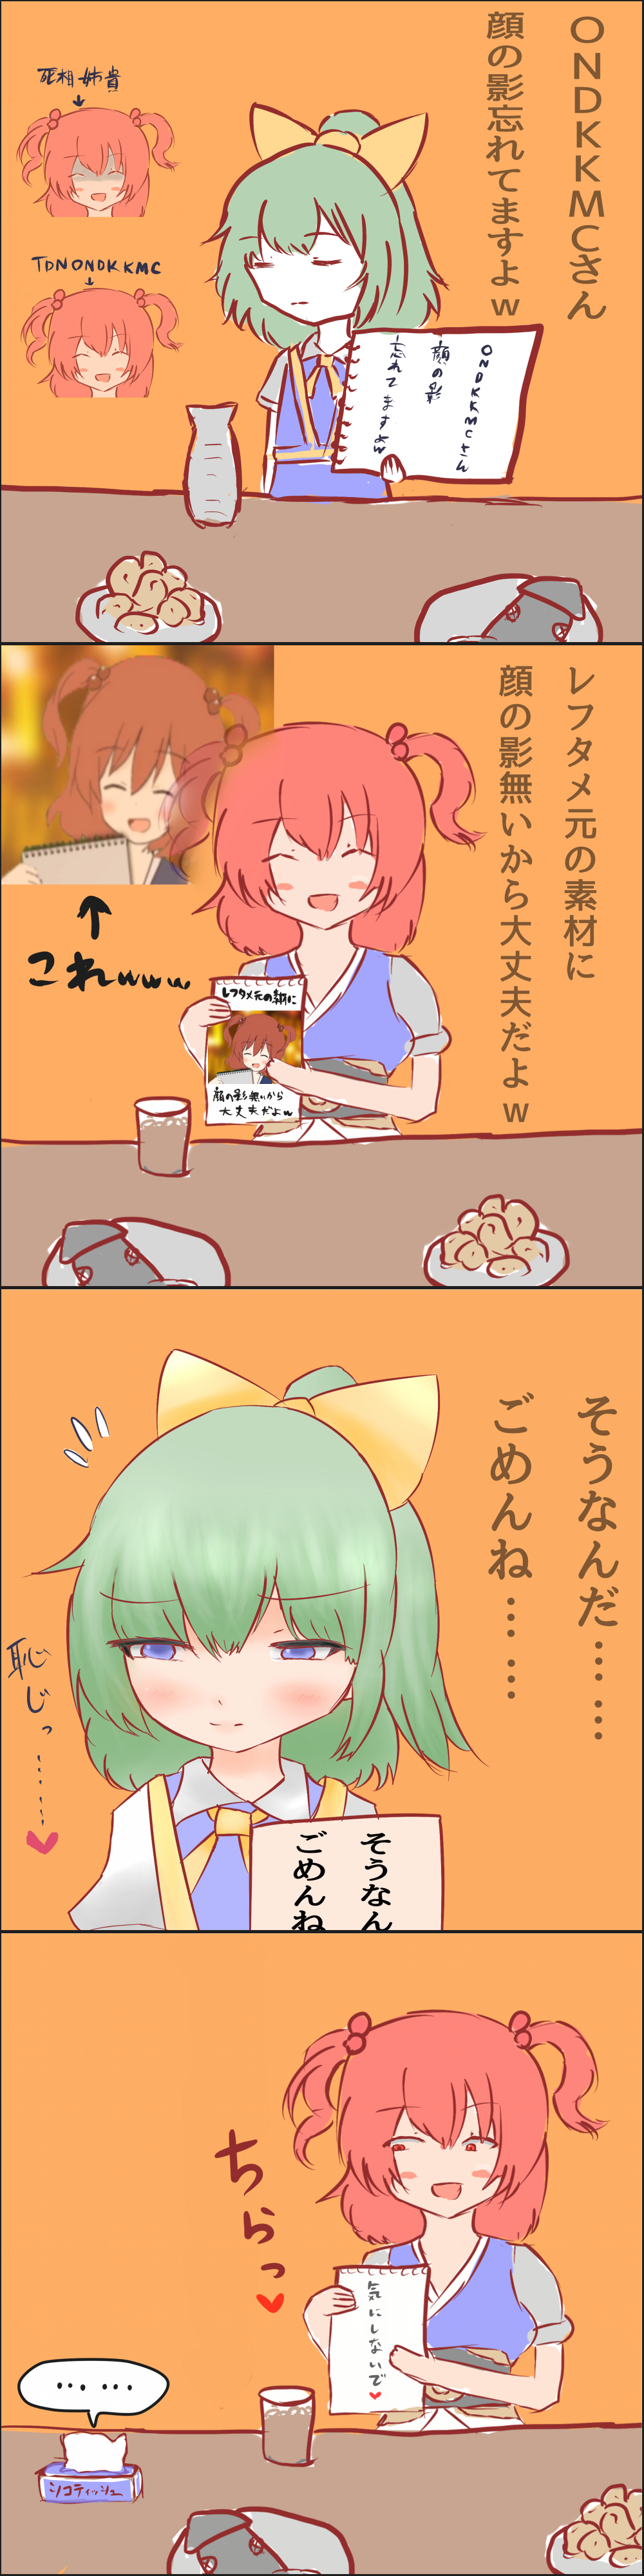 ONDKKMCさん
顔の影忘れてますよw
死相姉貴
TDNONDKKMC
ONDKKMCさん
顔の影
忘れてますよw
レフタメ元の素材に
顔の影無いから大丈夫だよw
これwww
レフタメ元の素材に
顔の影無いから
大丈夫だよw
そうなんだ……
ごめんね……
恥じっ……♥
そうなん
ごめんね
ちらっ♥
気にしないで♥
……
シコティッシュ